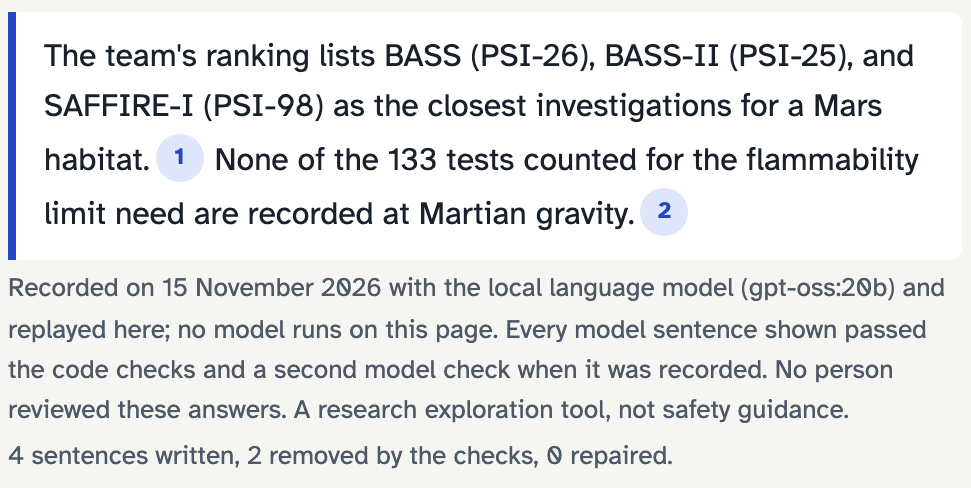 The team's ranking lists BASS (PSI-26), BASS-II (PSI-25), and
SAFFIRE-I (PSI-98) as the closest investigations for a Mars
habitat. 1 None of the 133 tests counted for the flammability
limit need are recorded at Martian gravity. 2
Recorded on 15 November 2026 with the local language model (gpt-oss:20b) and
replayed here; no model runs on this page. Every model sentence shown passed
the code checks and a second model check when it was recorded. No person
reviewed these answers. A research exploration tool, not safety guidance.
4 sentences written, 2 removed by the checks, 0 repaired.